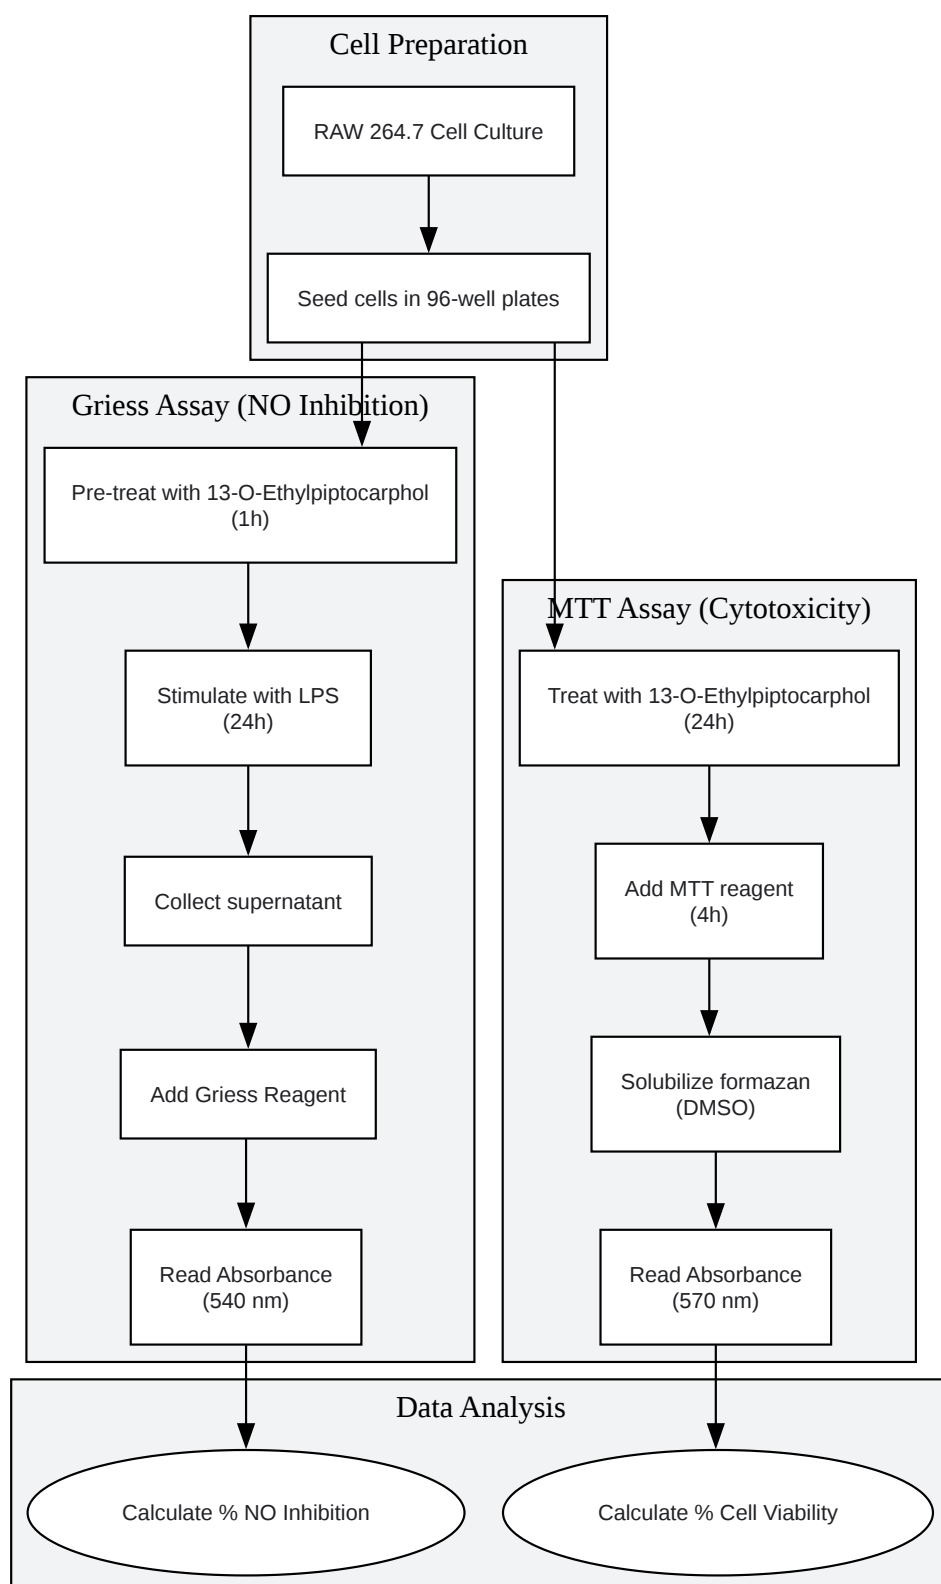 Cell Preparation
RAW 264.7 Cell Culture
Seed cells in 96-well plates
Griess Assay (NO Inhibition)
Pre-treat with 13-O-Ethylpiptocarphol
(1h)
Stimulate with LPS
(24h)
Collect supernatant
Add Griess Reagent
Read Absorbance
(540 nm)
MTT Assay (Cytotoxicity)
Treat with 13-O-Ethylpiptocarphol
(24h)
Add MTT reagent
(4h)
Solubilize formazan
(DMSO)
Read Absorbance
(570 nm)
Data Analysis
Calculate % NO Inhibition
Calculate % Cell Viability